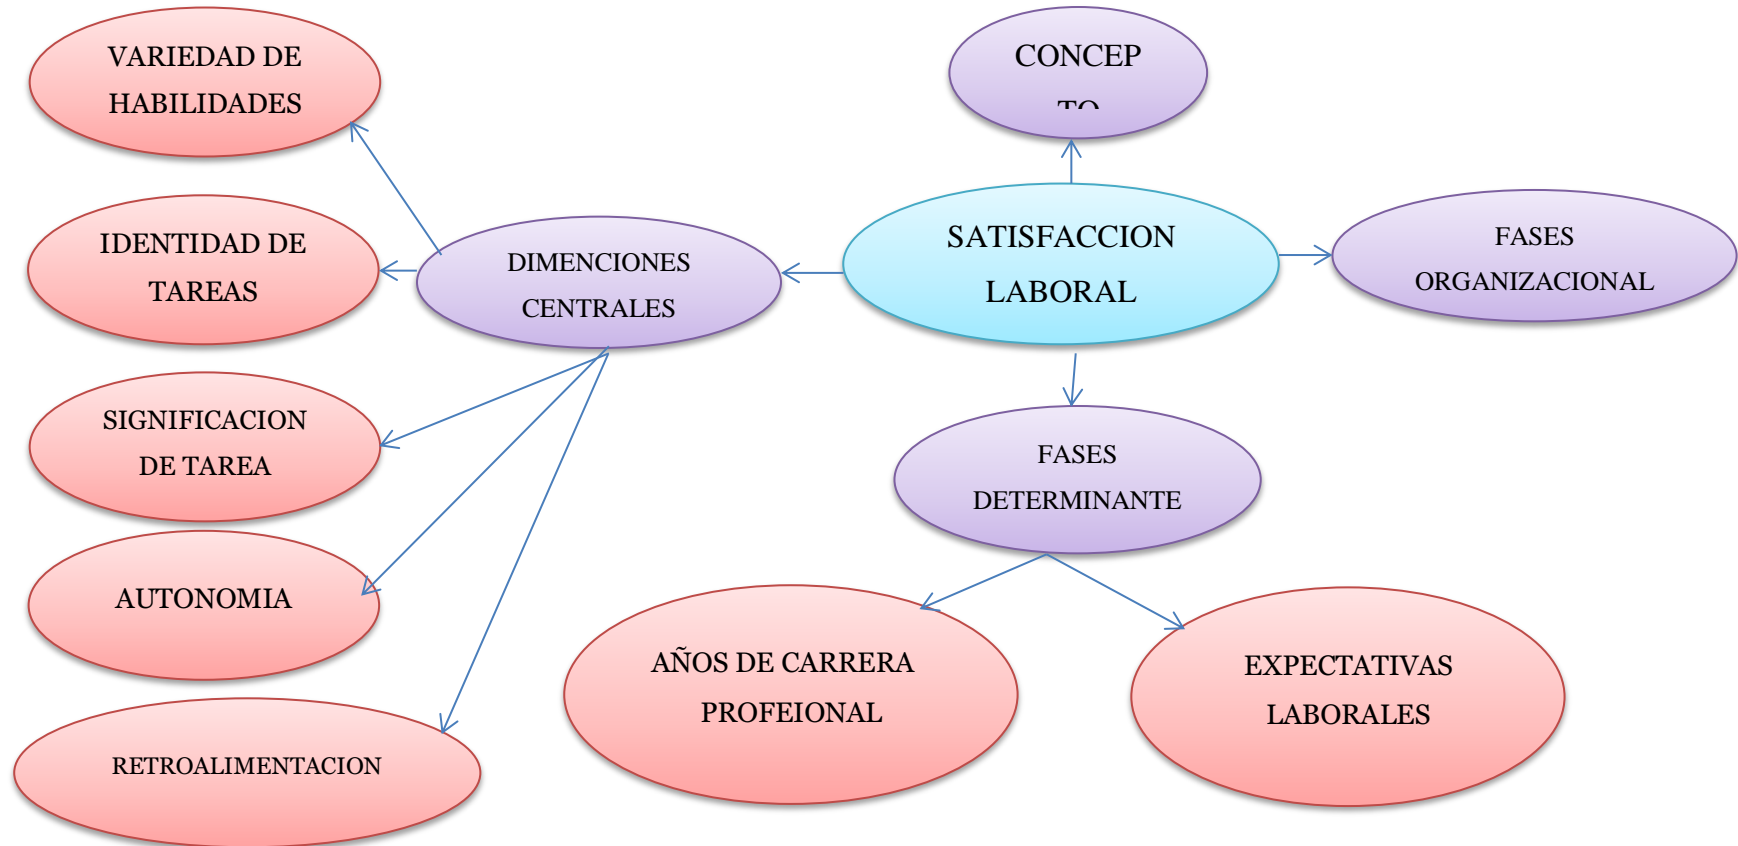 VARIEDAD DE
HABILIDADES
CONCEP
TO
SATISFACCION
LABORAL
FASES
ORGANIZACIONAL
IDENTIDAD DE
TAREAS
DIMENCIONES
CENTRALES
SIGNIFICACION
DE TAREA
FASES
DETERMINANTE
AUTONOMIA
AÑOS DE CARRERA
PROFEIONAL
EXPECTATIVAS
LABORALES
RETROALIMENTACION